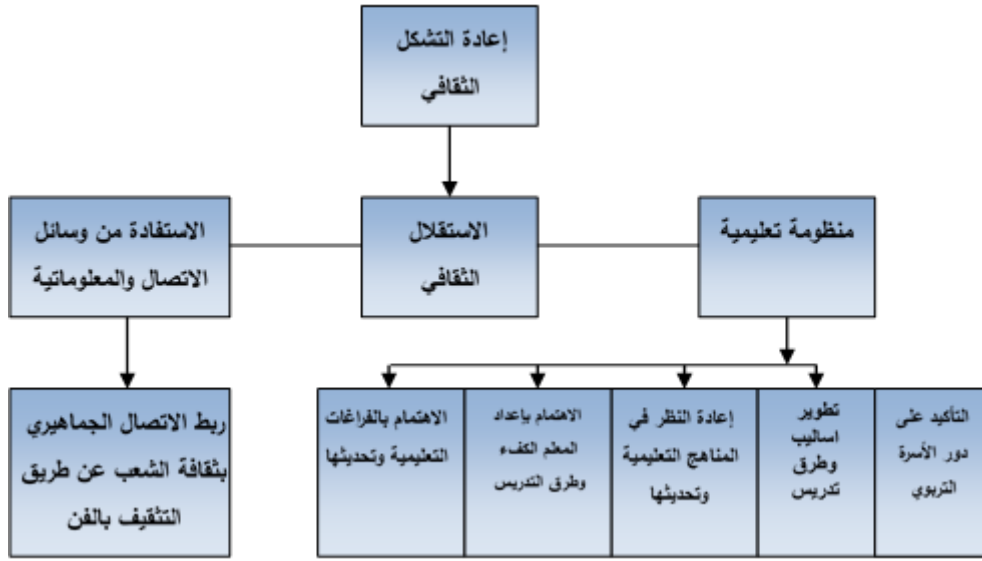 إعادة التشكل
الثقافي
منظومة تعليمية
الاستقلال
الثقافي
الاستفادة من وسائل
الاتصال والمعلوماتية
التأكيد على
دور الأسرة
التربوي
تطوير
اساليب
وطرق
تدريس
إعادة النظر في
المناهج التعليمية
وتحديثها
الاهتمام بإعداد
المعلم الكفء
وطرق التدريس
الاهتمام بالفراغات
التعليمية وتحديثها
ربط الاتصال الجماهيري
بثقافة الشعب عن طريق
التثقيف بالفن